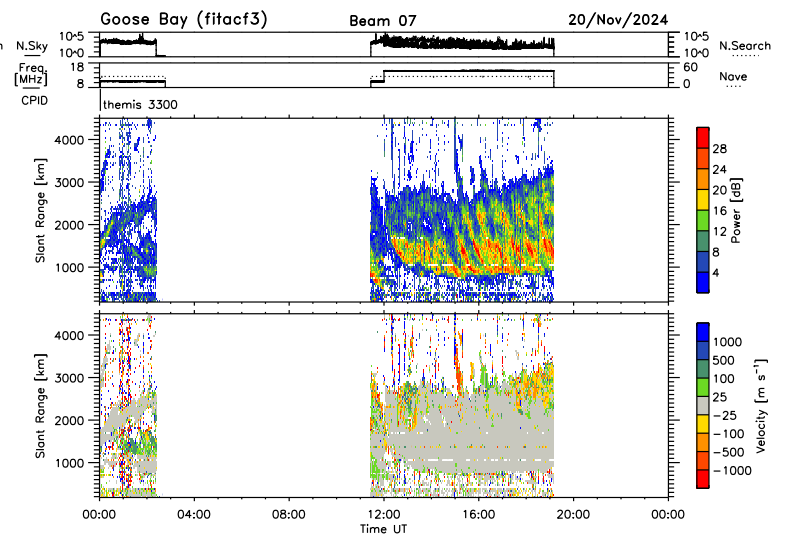 Goose Bay (fitacf3) Beam 07 20/Nov/2024
n N.Sky 10^5 10^0 10^5 10^0 N.Search
Freq. [MHz] 18 8 60 0 Nave
CPID themis 3300
Slant Range [km] 4000 3000 2000 1000
Power [dB] 28 24 20 16 12 8 4
Slant Range [km] 4000 3000 2000 1000
Velocity [m s⁻¹] 1000 500 100 25 -25 -100 -500 -1000
00:00 04:00 08:00 12:00 16:00 20:00 00:00
Time UT